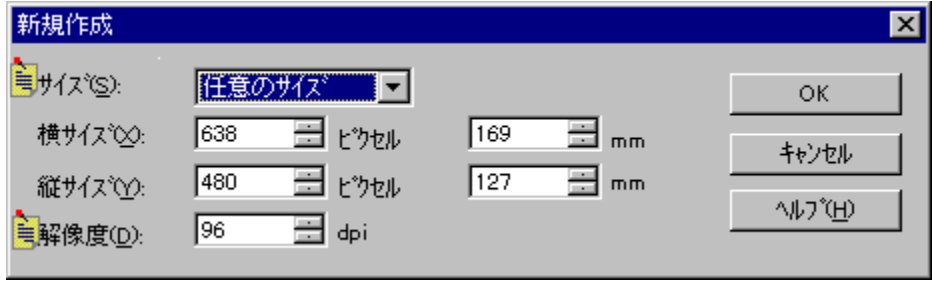 新規作成
サイズ(S): 任意のサイズ
OK
横サイズ(X): 638 ピクセル 169 mm
キャンセル
縦サイズ(Y): 480 ピクセル 127 mm
ヘルプ(H)
解像度(D): 96 dpi